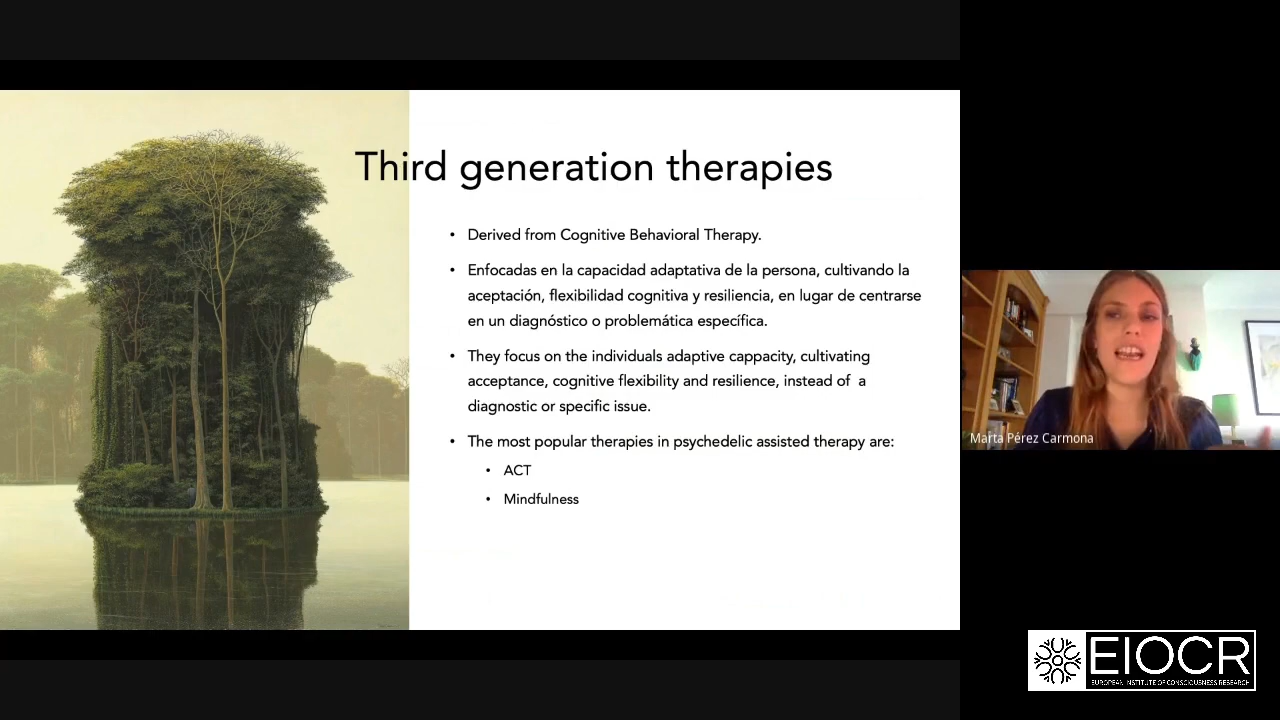 Third generation therapies
• Derived from Cognitive Behavioral Therapy.
• Enfocadas en la capacidad adaptativa de la persona, cultivando la
aceptación, flexibilidad cognitiva y resiliencia, en lugar de centrarse
en un diagnóstico o problemática específica.
• They focus on the individuals adaptive cappacity, cultivating
acceptance, cognitive flexibility and resilience, instead of a
diagnostic or specific issue.
• The most popular therapies in psychedelic assisted therapy are:
• ACT
• Mindfulness
Marta Pérez Carmona
EIOCR
EUROPEAN INSTITUTE OF CONSCIOUSNESS RESEARCH